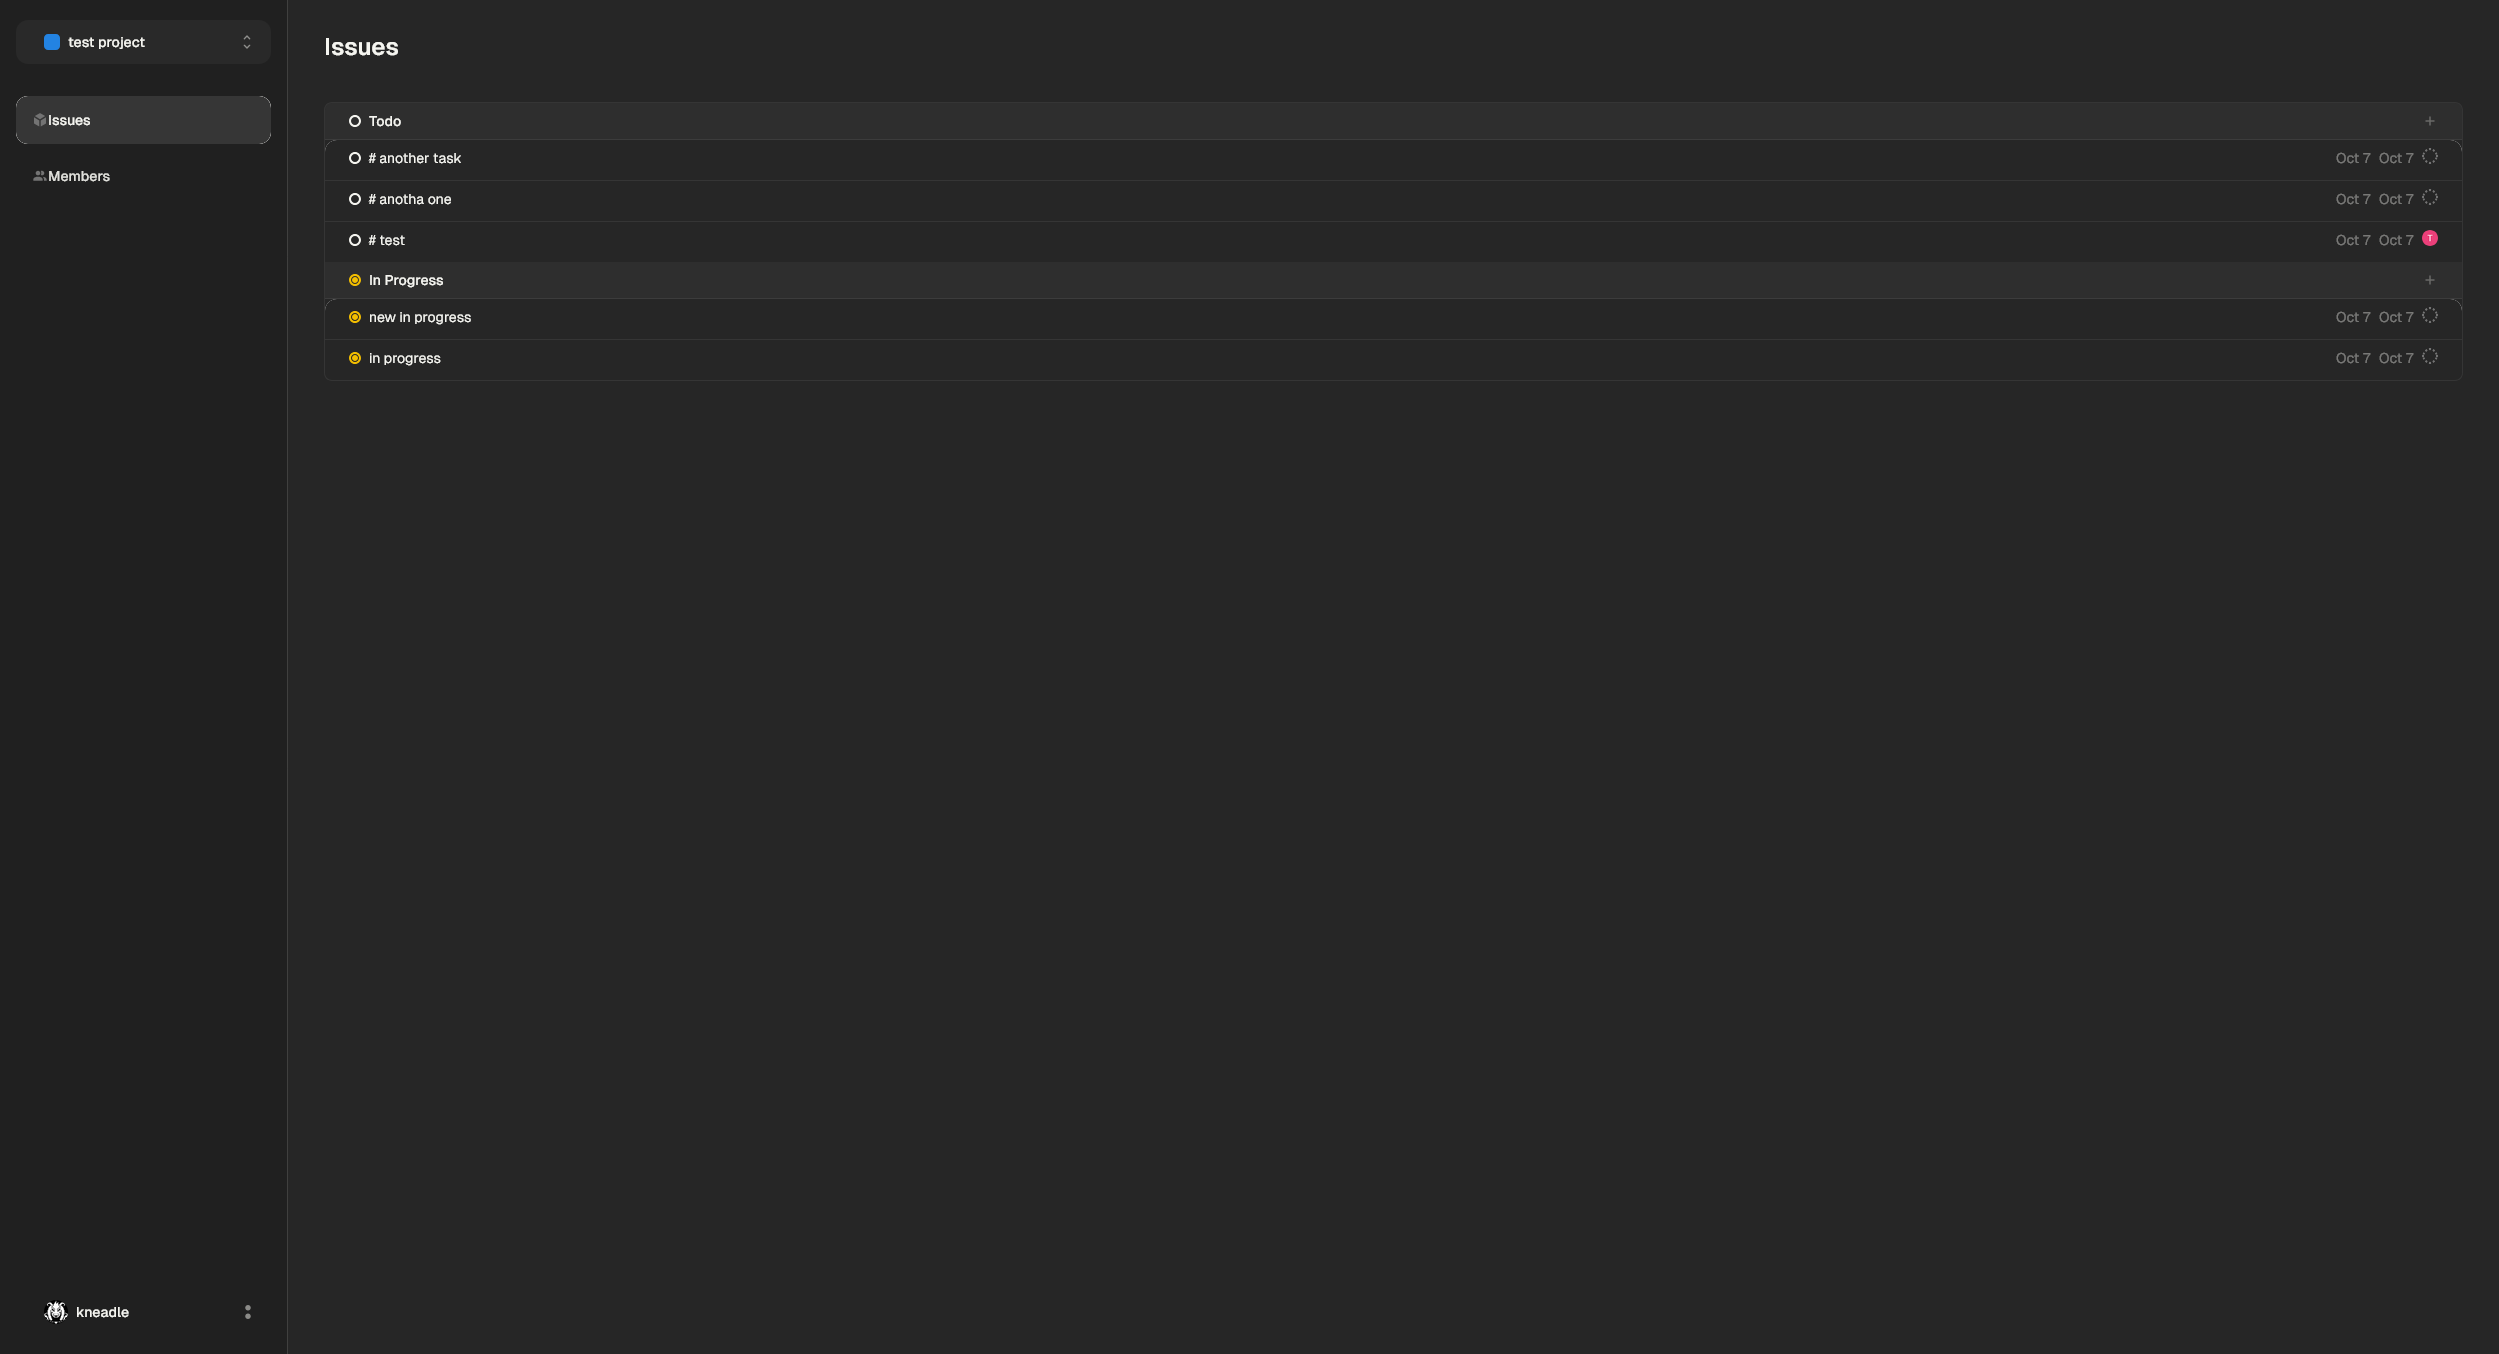 test project
Issues
Members
kneadle
Issues
Todo
# another task Oct 7 Oct 7
# anotha one Oct 7 Oct 7
# test Oct 7 Oct 7 T
In Progress
new in progress Oct 7 Oct 7
in progress Oct 7 Oct 7